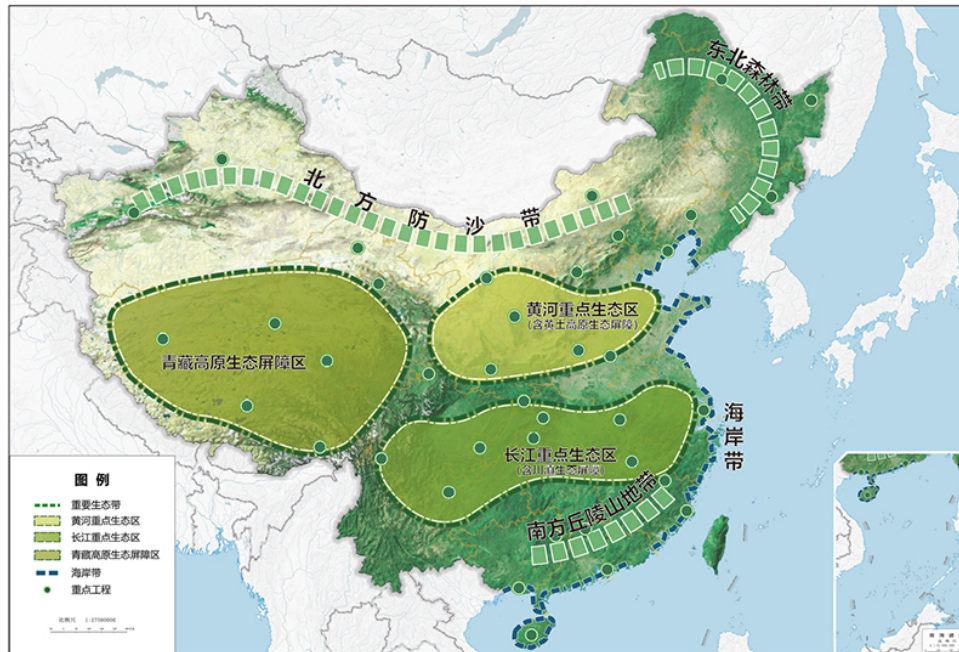 东北森林带
北方防沙带
黄河重点生态区
(含黄土高原生态屏障)
青藏高原生态屏障区
海岸带
长江重点生态区
(含川滇生态屏障)
南方丘陵山地带
图例
重要生态带
黄河重点生态区
长江重点生态区
青藏高原生态屏障区
海岸带
重点工程
比例尺 1:27000000